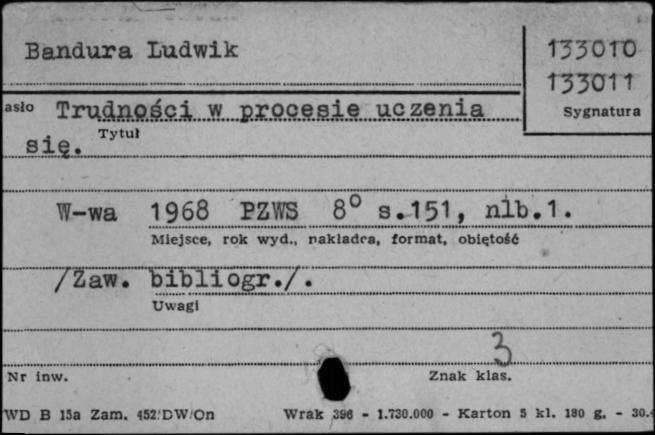 Bandura Ludwik
133010
133011
Sygnatura
asło Trudności w procesie uczenia
Tytuł
się.
W-wa 1968 PZWS 8° s.151, nlb.1.
Miejsce, rok wyd., nakładca, format, objętość
/Zaw. bibliogr./.
Uwagi
3
Nr inw. Znak klas.
WD B 15a Zam. 452/DW/On Wrak 396 - 1.730.000 - Karton 5 kl. 180 g. - 30.